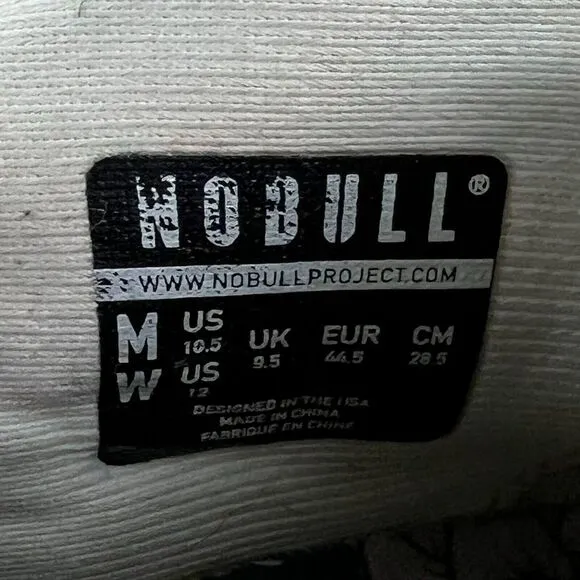 NOBULL®
WWW.NOBULLPROJECT.COM
M US 10.5 UK 9.5 EUR 44.5 CM 28.5
W US 12
DESIGNED IN THE USA
MADE IN CHINA
FABRIQUE EN CHINE